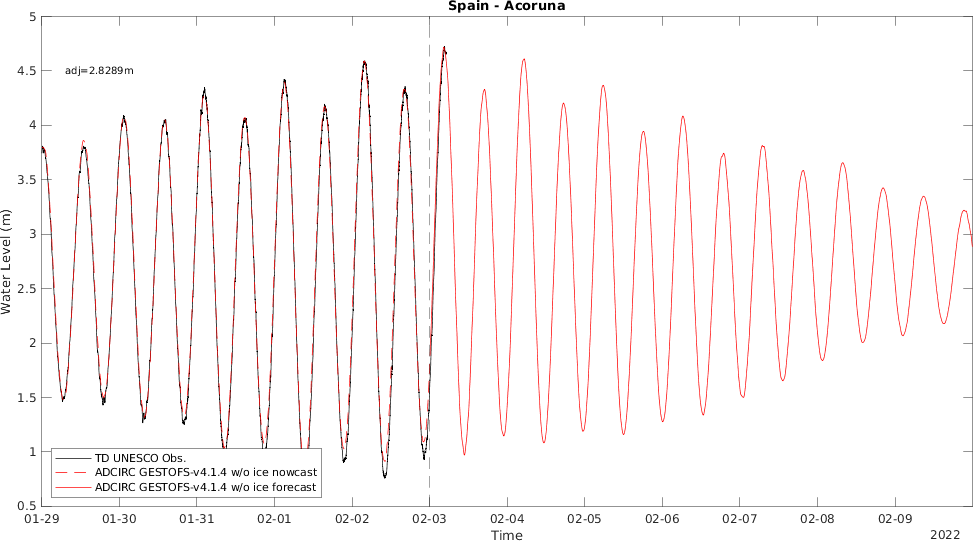 Spain - Acoruna
adj=2.8289m
Water Level (m)
5
4.5
4
3.5
3
2.5
2
1.5
1
0.5
TD UNESCO Obs.
ADCIRC GESTOFS-v4.1.4 w/o ice nowcast
ADCIRC GESTOFS-v4.1.4 w/o ice forecast
01-29 01-30 01-31 02-01 02-02 02-03 02-04 02-05 02-06 02-07 02-08 02-09
Time
2022